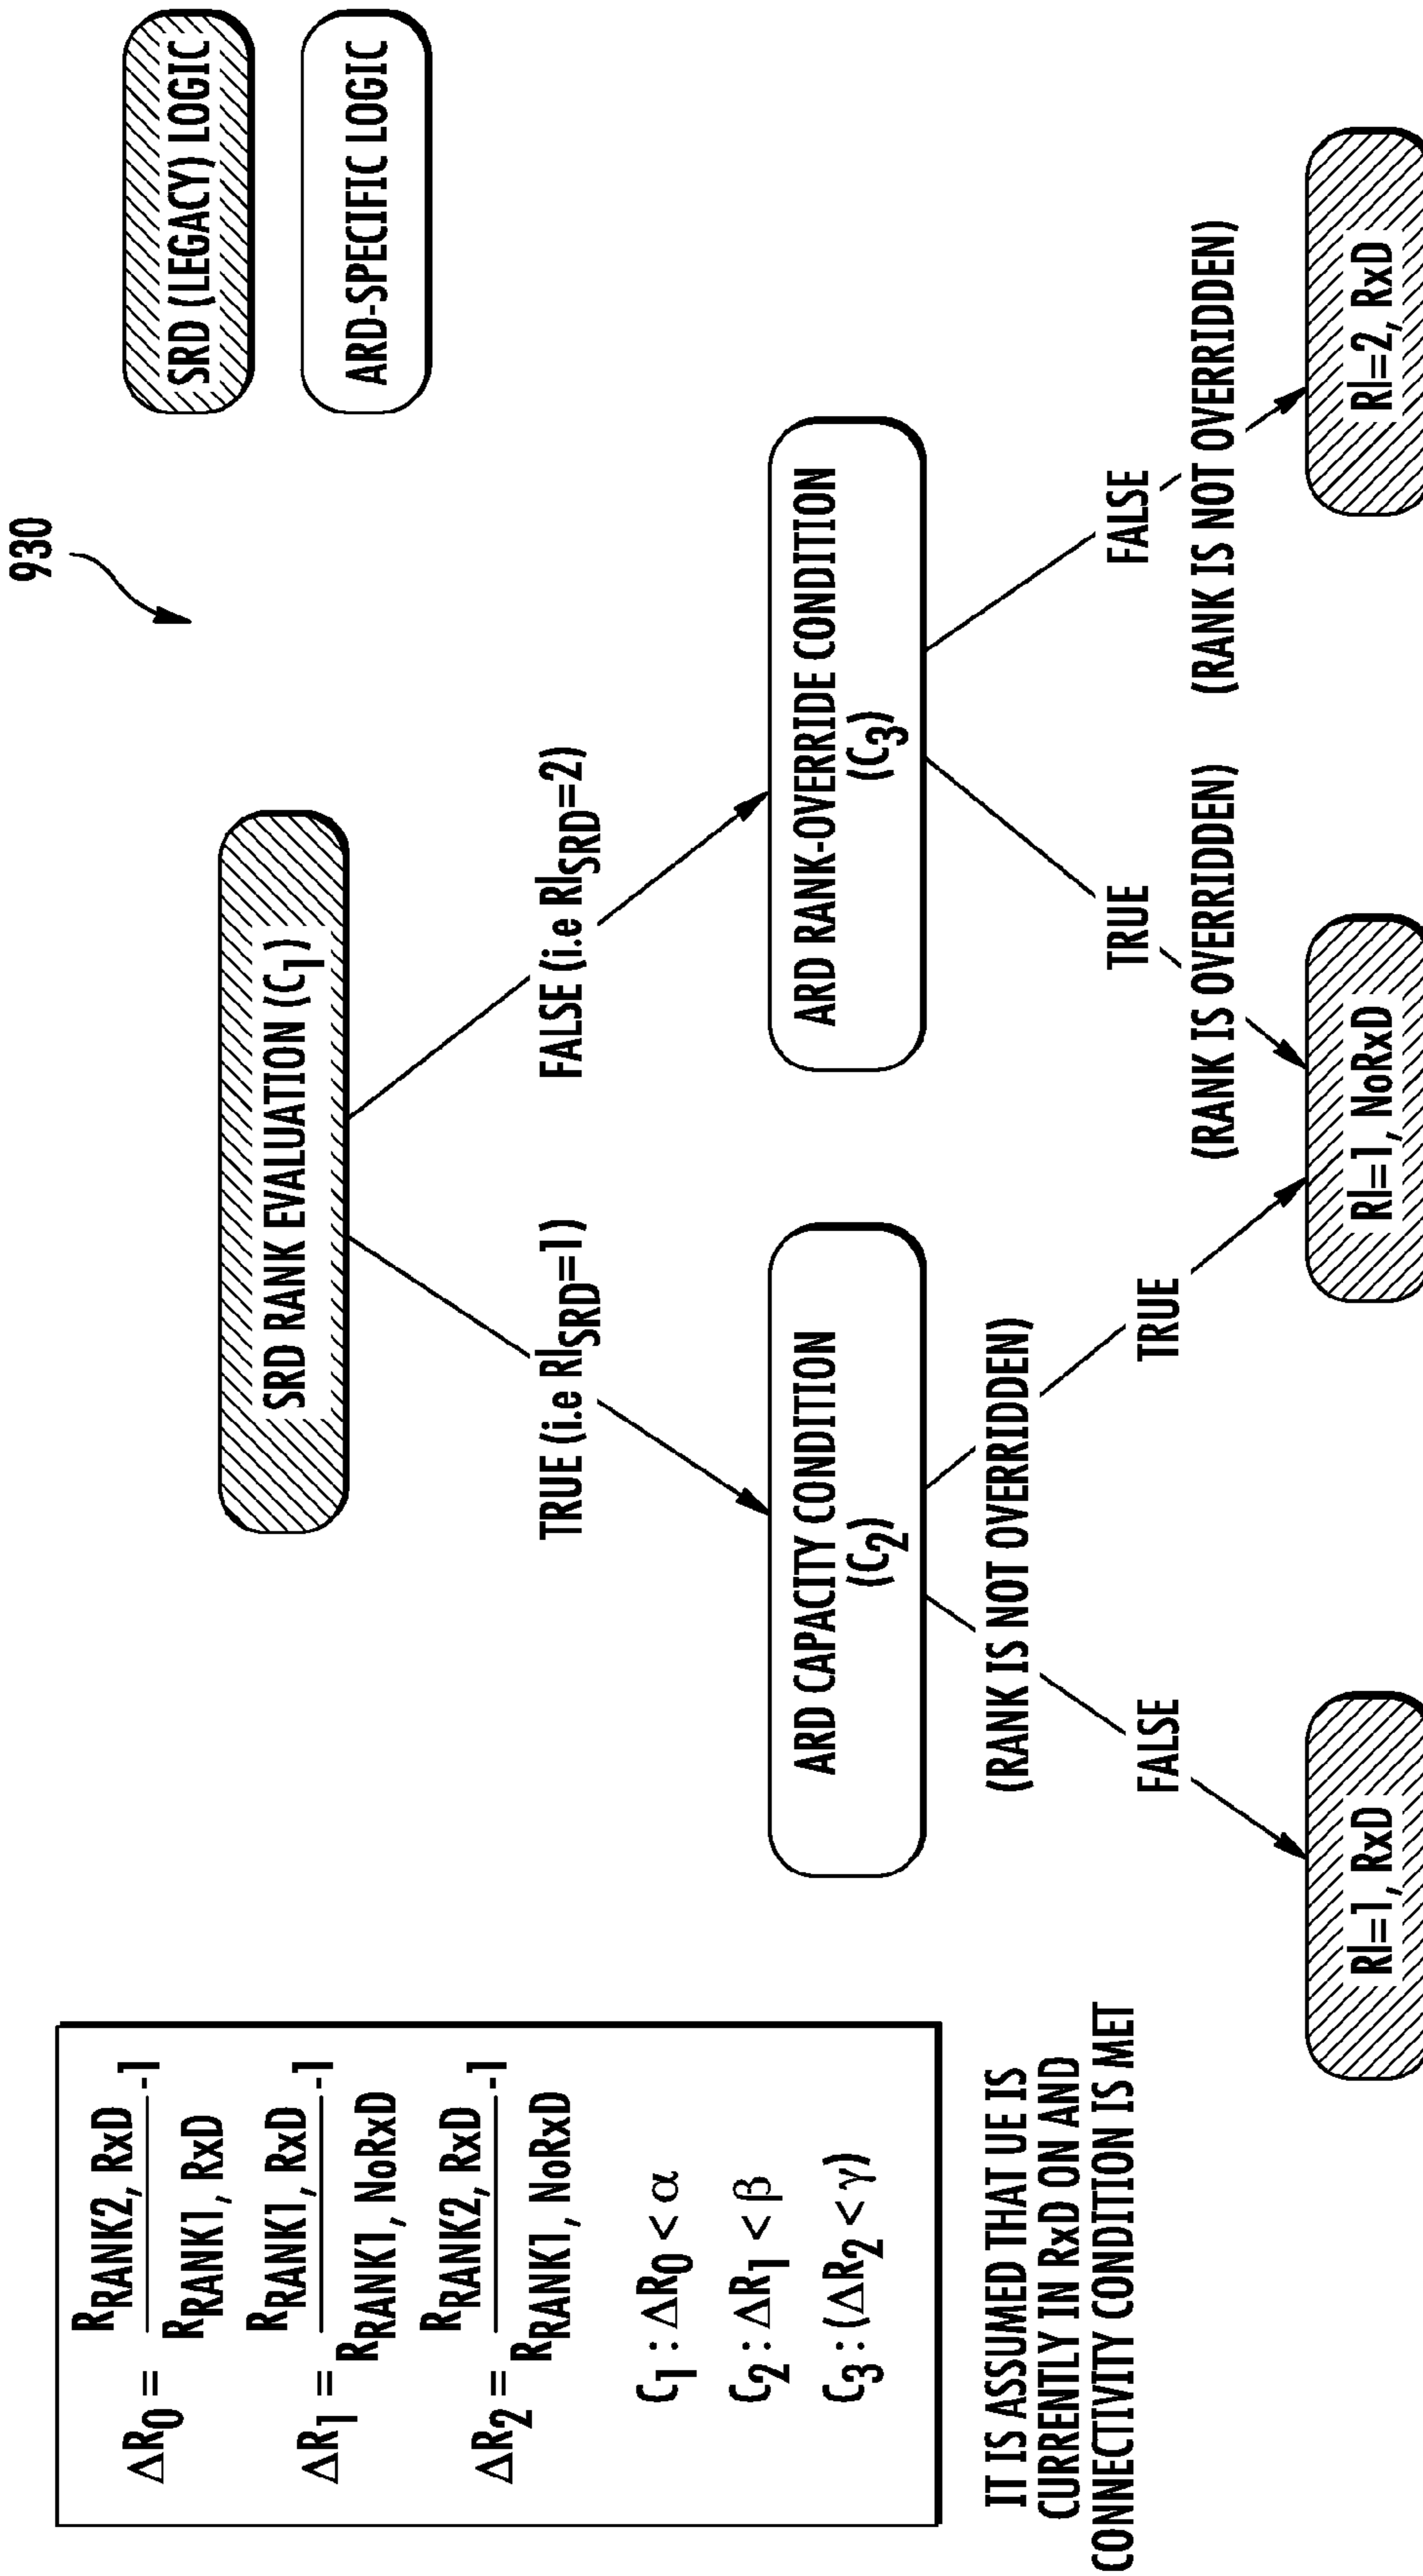 930
SRD (LEGACY) LOGIC
ARD-SPECIFIC LOGIC
ΔR0 = RRANK2, RxD / RRANK1, RxD -1
ΔR1 = RRANK1, RxD / RRANK1, NoRxD -1
ΔR2 = RRANK2, RxD / RRANK1, NoRxD -1
C1 : ΔR0 < α
C2 : ΔR1 < β
C3 : (ΔR2 < γ)
IT IS ASSUMED THAT UE IS
CURRENTLY IN RxD ON AND
CONNECTIVITY CONDITION IS MET
SRD RANK EVALUATION (C1)
TRUE (i.e RISRD=1)
FALSE (i.e RISRD=2)
ARD CAPACITY CONDITION
(C2)
ARD RANK-OVERRIDE CONDITION
(C3)
(RANK IS NOT OVERRIDDEN)
FALSE
TRUE
TRUE
(RANK IS OVERRIDDEN)
FALSE
(RANK IS NOT OVERRIDDEN)
RI=1, RxD
RI=1, NoRxD
RI=2, RxD